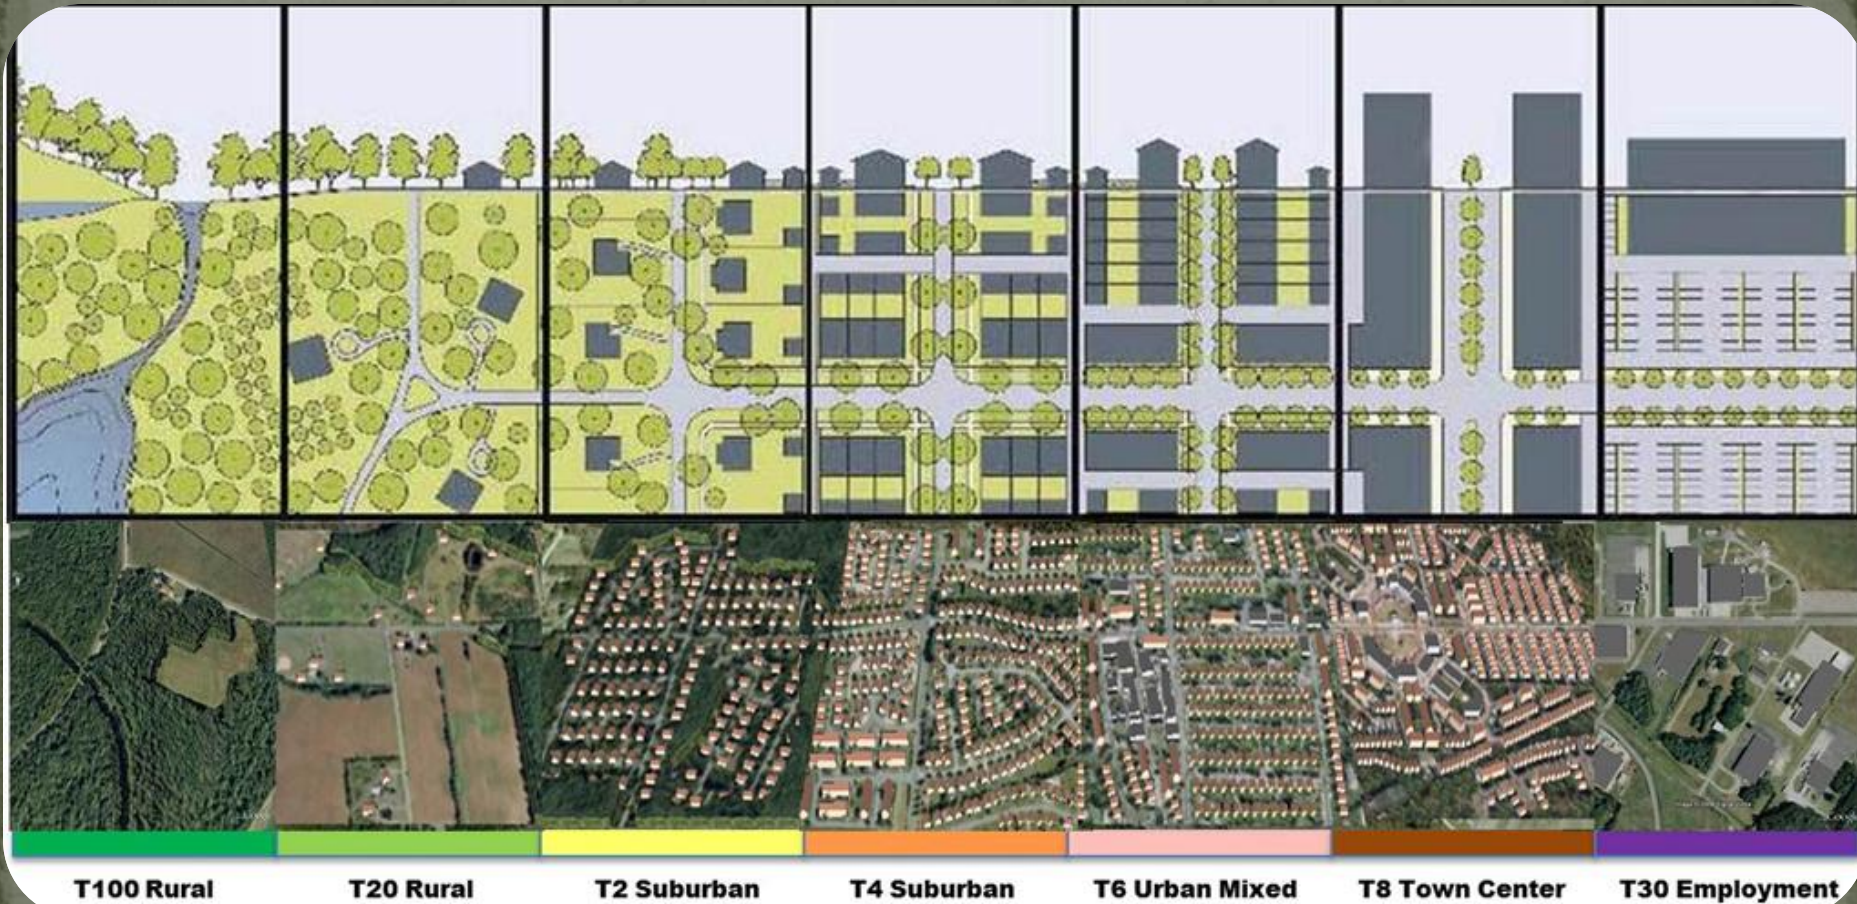 T100 Rural
T20 Rural
T2 Suburban
T4 Suburban
T6 Urban Mixed
T8 Town Center
T30 Employment